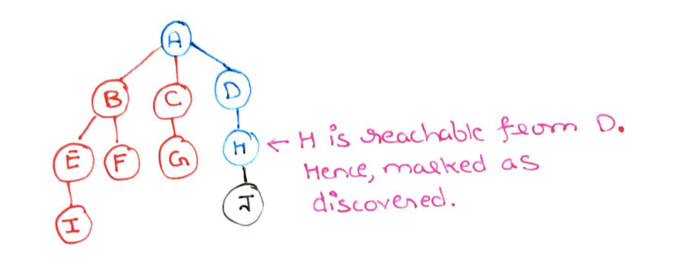 A
B C D
E F G H ← H is reachable from D.
Hence, marked as
discovered.
I J